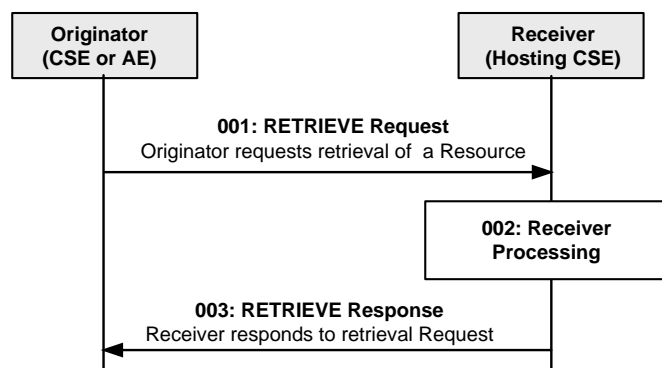 Originator
(CSE or AE)
Receiver
(Hosting CSE)
001: RETRIEVE Request
Originator requests retrieval of a Resource
002: Receiver
Processing
003: RETRIEVE Response
Receiver responds to retrieval Request